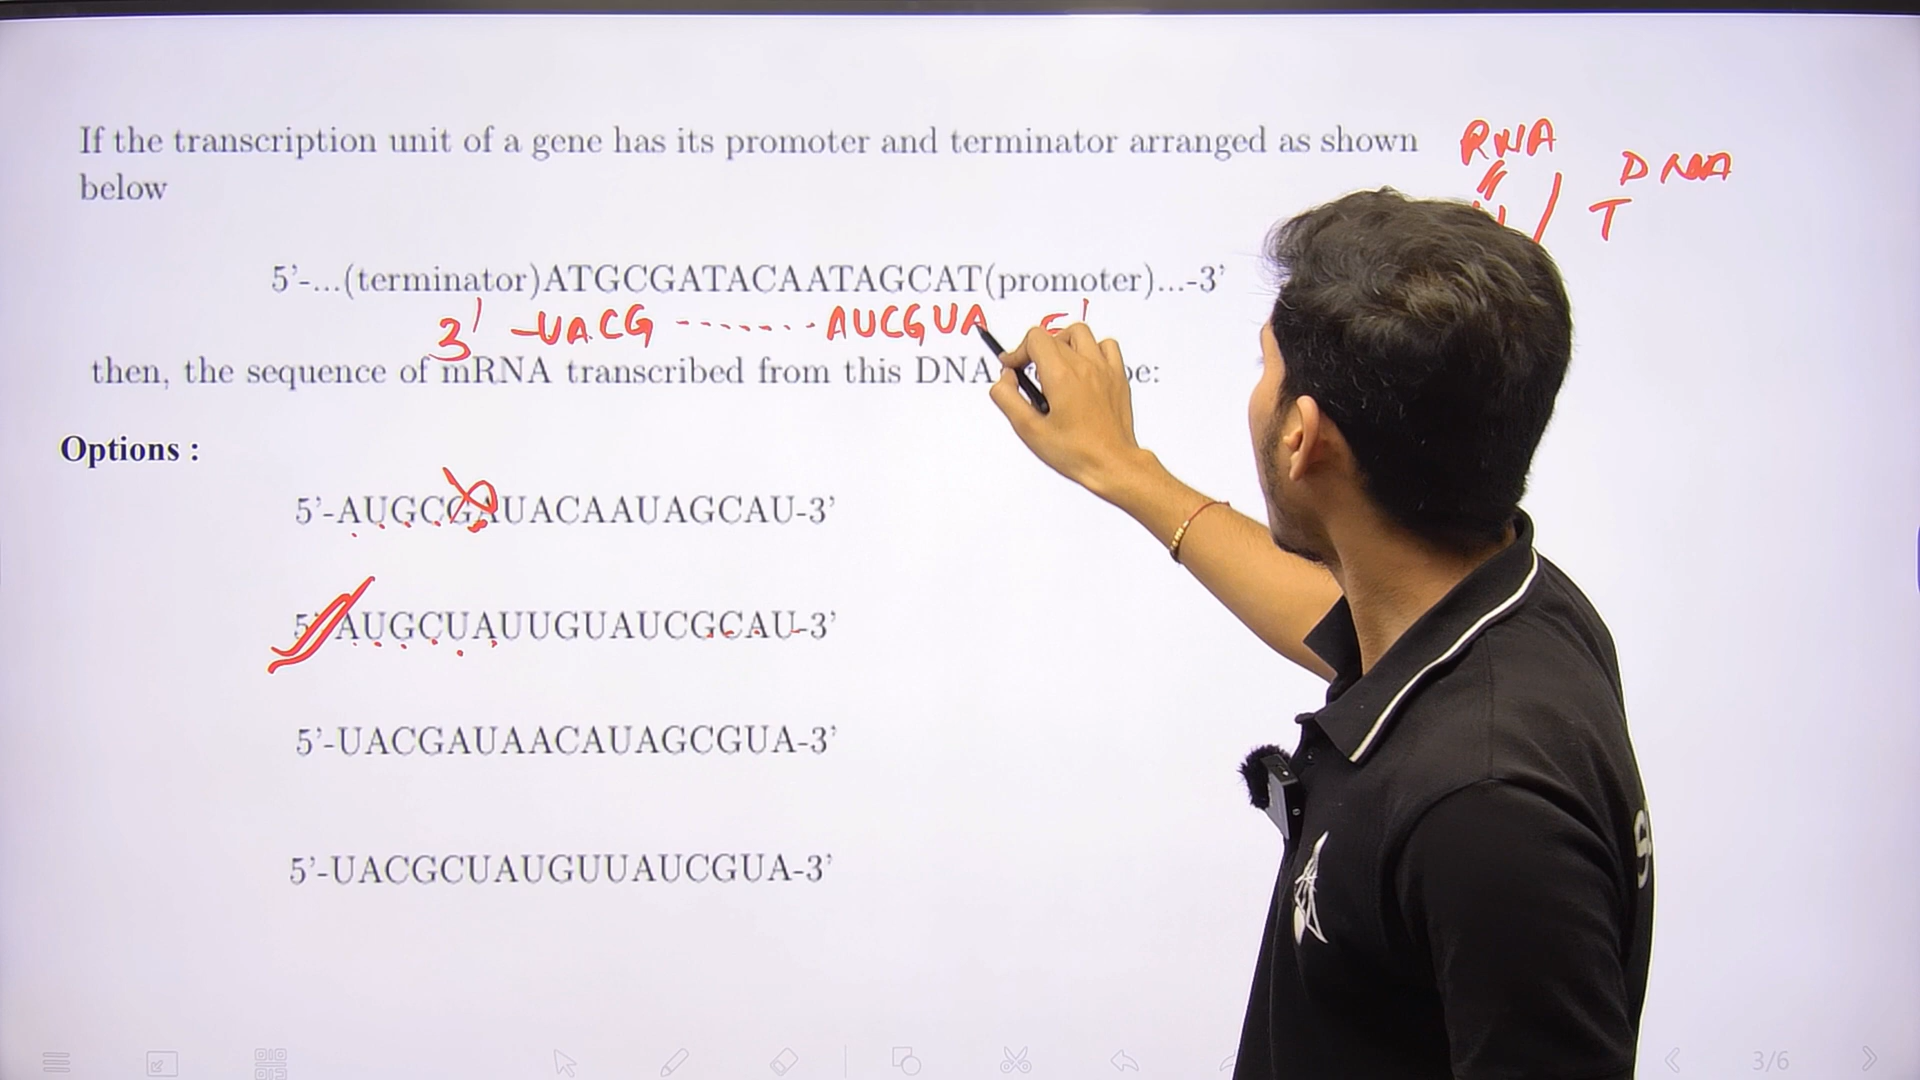 If the transcription unit of a gene has its promoter and terminator arranged as shown
below
RNA
DNA
T
5'-...(terminator)ATGCGATACAATAGCAT(promoter)...-3'
3' -UACG -------- AUCGUA
then, the sequence of mRNA transcribed from this DNA be:
Options :
5'-AUGCGAUACAAUAGCAU-3'
5' AUGCUAUUGUAUCGCAU-3'
5'-UACGAUAACAUAGCGUA-3'
5'-UACGCUAUGUUAUCGUA-3'
3/6